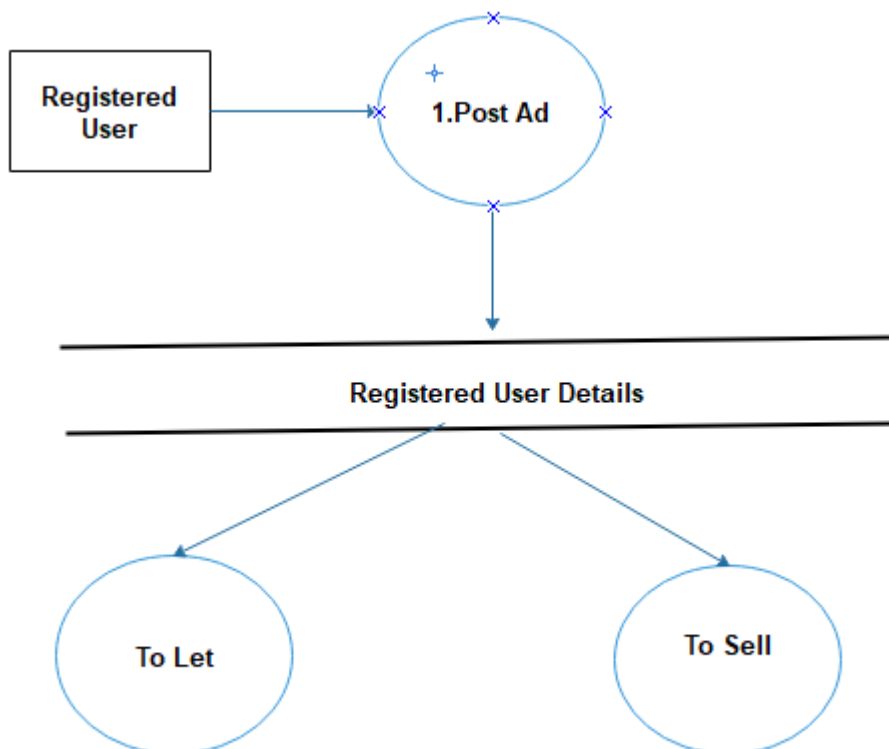 Registered
User
1.Post Ad
Registered User Details
To Let
To Sell